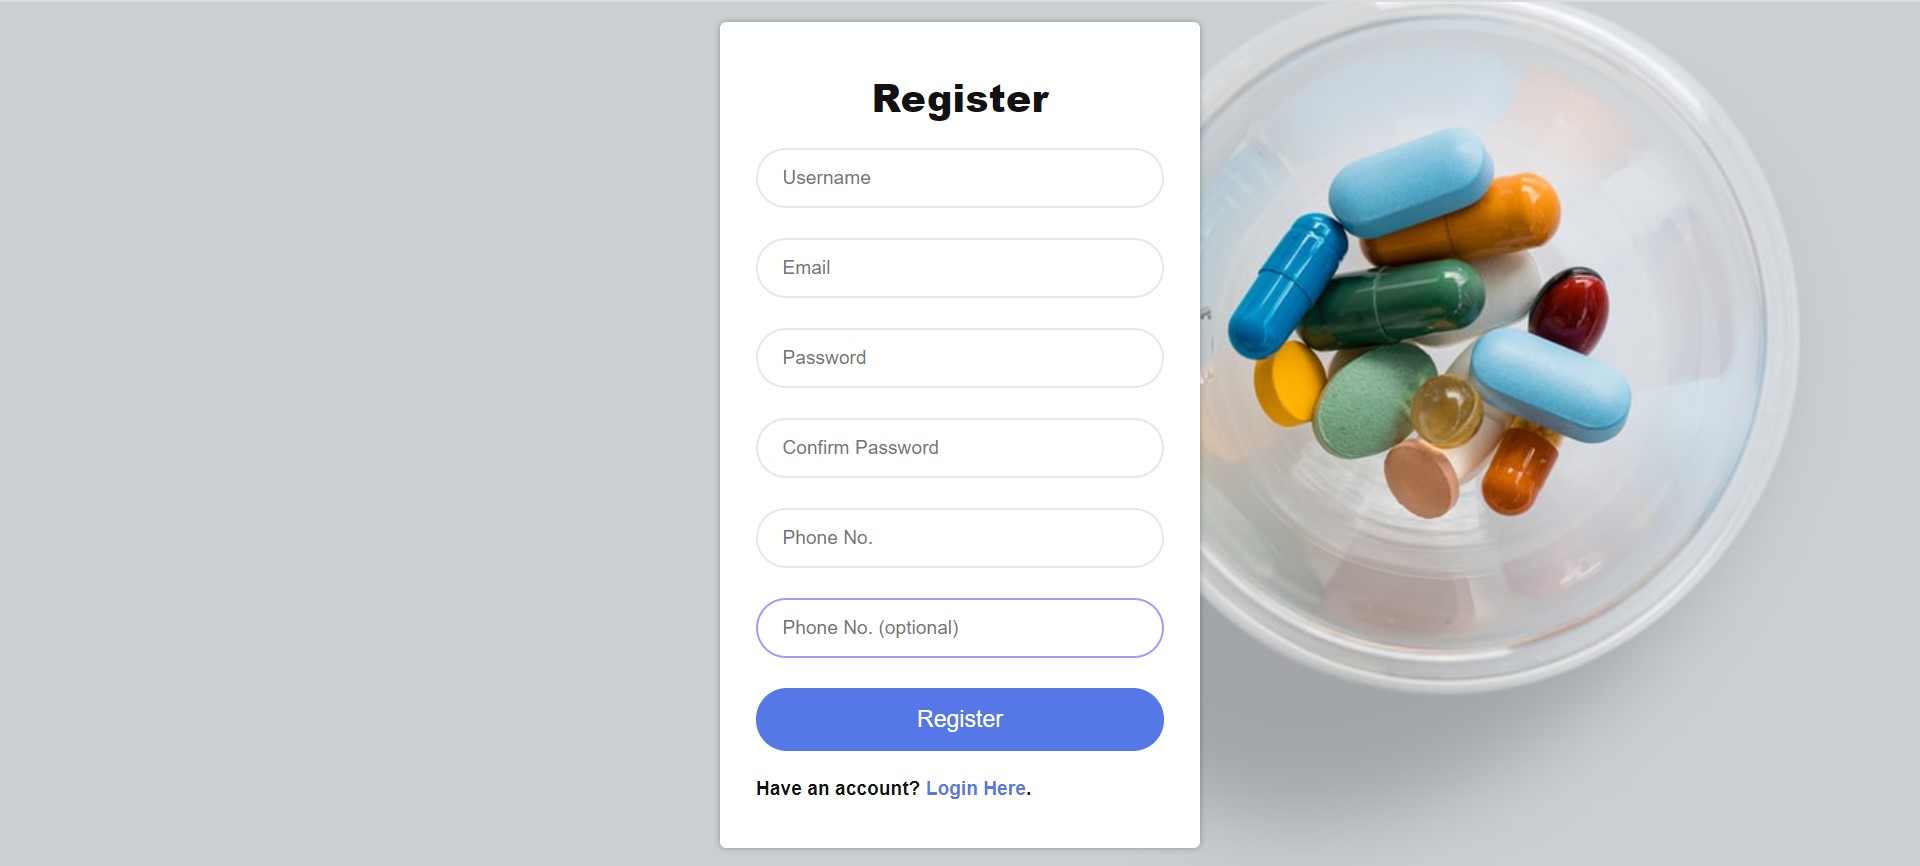 Register
Username
Email
Password
Confirm Password
Phone No.
Phone No. (optional)
Register
Have an account? Login Here.